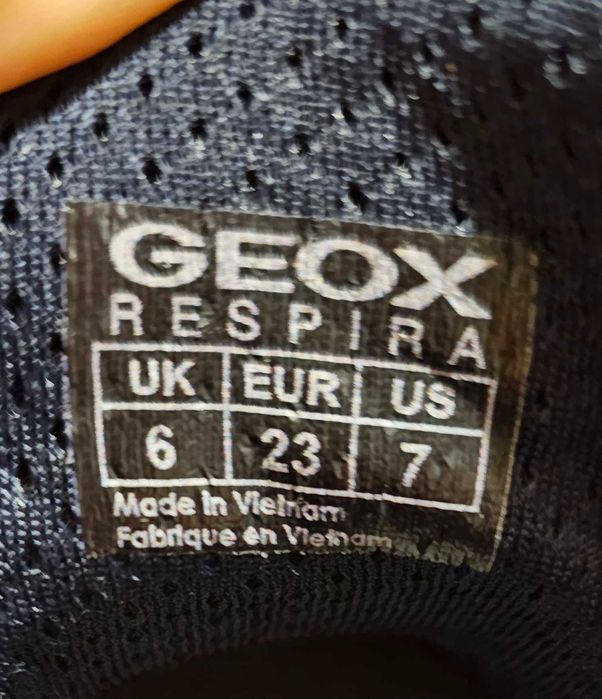 GEOX
RESPIRA
UK EUR US
6 23 7
Made in Vietnam
Fabrique en Vietnam